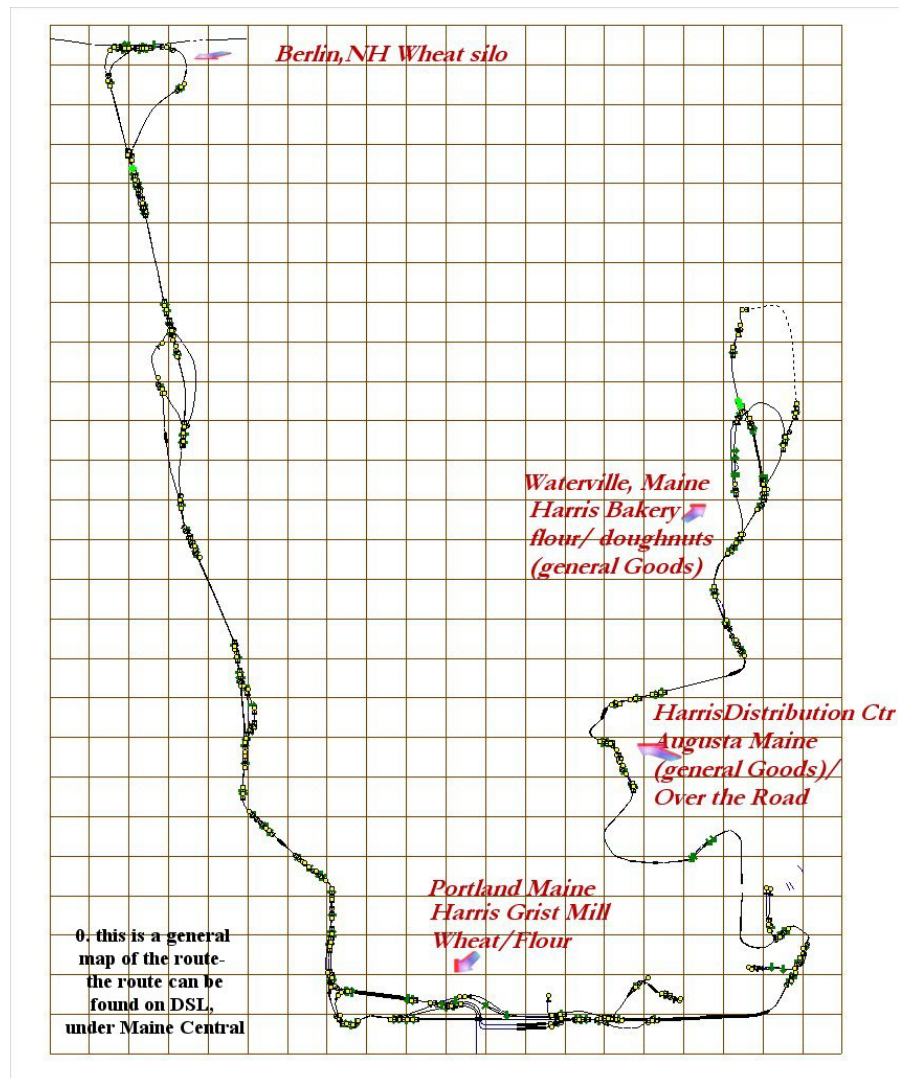 Berlin,NH Wheat silo
Waterville, Maine
Harris Bakery
flour/ doughnuts
(general Goods)
HarrisDistribution Ctr
Augusta Maine
(general Goods)/
Over the Road
Portland Maine
Harris Grist Mill
Wheat/Flour
0. this is a general
map of the route-
the route can be
found on DSL,
under Maine Central